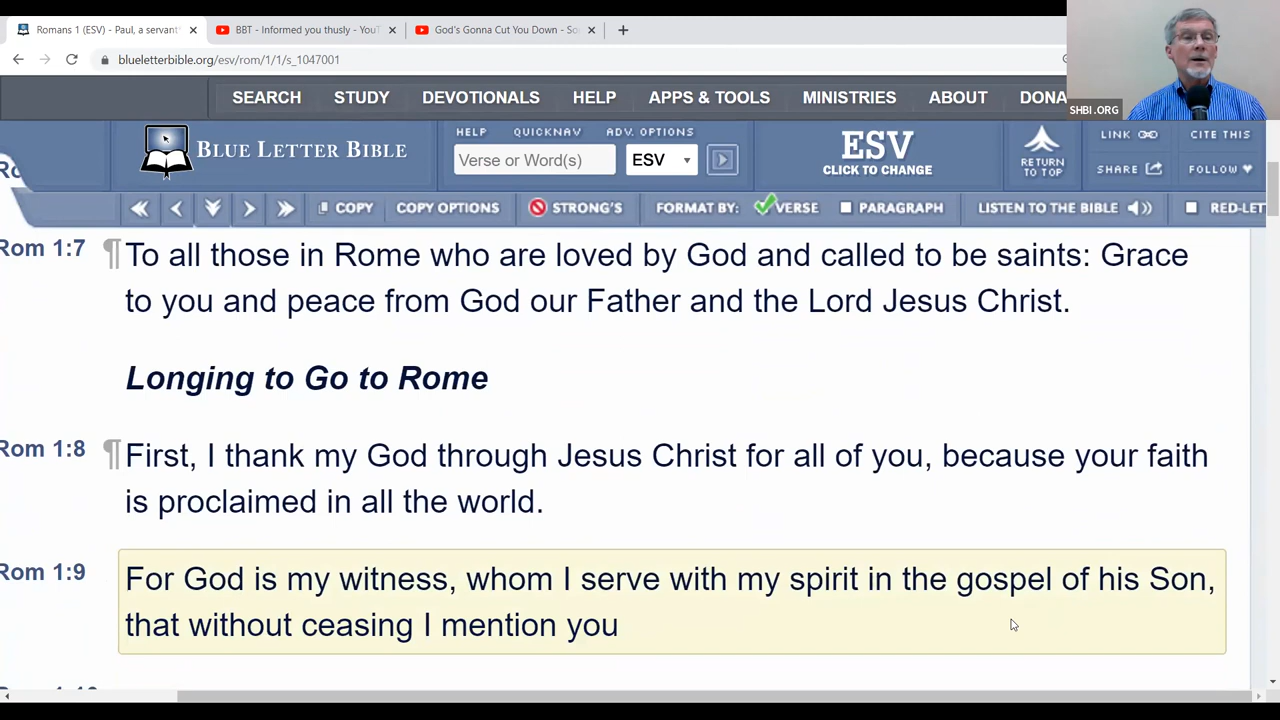 Romans 1 (ESV) - Paul, a servant
BBT - Informed you thusly - You
God's Gonna Cut You Down - So
blueletterbible.org/esv/rom/1/1/s_1047001
SHBI.ORG
SEARCH STUDY DEVOTIONALS HELP APPS & TOOLS MINISTRIES ABOUT DONA
BLUE LETTER BIBLE
HELP QUICKNAV ADV. OPTIONS
Verse or Word(s) ESV
ESV
CLICK TO CHANGE
RETURN
TO TOP
LINK CITE THIS
SHARE FOLLOW
Ro
COPY COPY OPTIONS STRONG'S FORMAT BY: VERSE PARAGRAPH LISTEN TO THE BIBLE RED-LET
Rom 1:7 ¶ To all those in Rome who are loved by God and called to be saints: Grace
to you and peace from God our Father and the Lord Jesus Christ.
Longing to Go to Rome
Rom 1:8 ¶ First, I thank my God through Jesus Christ for all of you, because your faith
is proclaimed in all the world.
Rom 1:9 For God is my witness, whom I serve with my spirit in the gospel of his Son,
that without ceasing I mention you